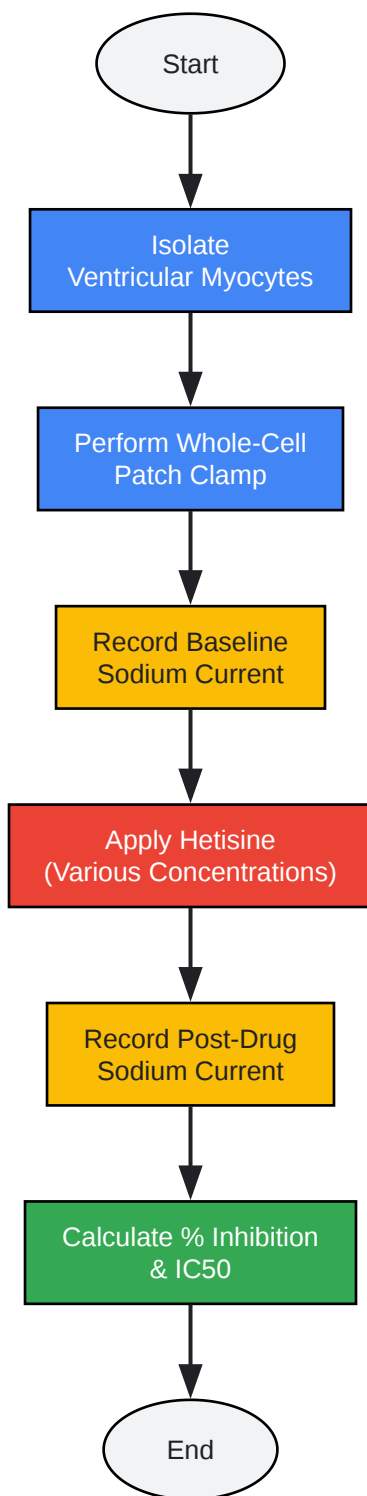 Start
Isolate
Ventricular Myocytes
Perform Whole-Cell
Patch Clamp
Record Baseline
Sodium Current
Apply Hetisine
(Various Concentrations)
Record Post-Drug
Sodium Current
Calculate % Inhibition
& IC50
End